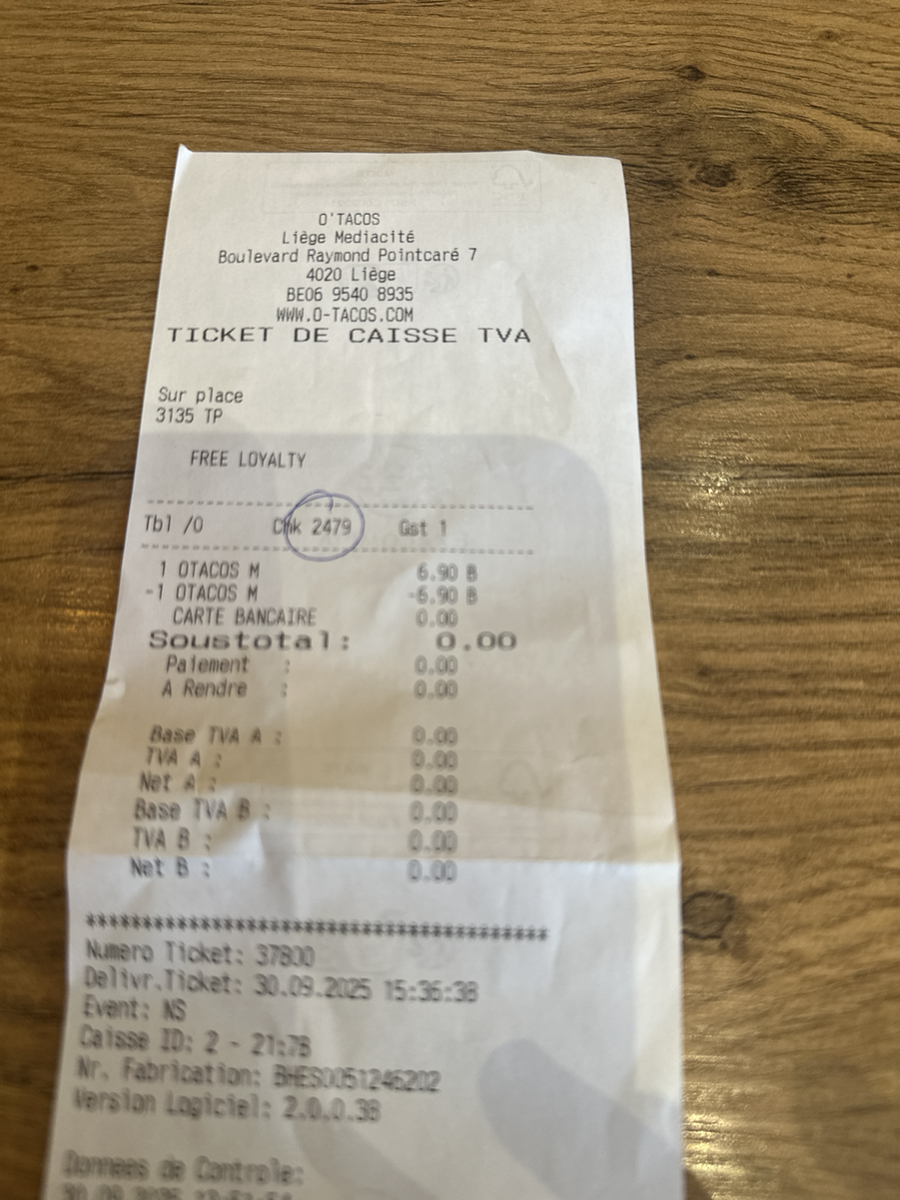 O'TACOS
Liège Mediacité
Boulevard Raymond Pointcaré 7
4020 Liège
BE06 9540 8935
WWW.O-TACOS.COM
TICKET DE CAISSE TVA
Sur place
3135 TP
FREE LOYALTY
Tbl /0 Chk 2479 Gst 1
1 OTACOS M 6.90 B
-1 OTACOS M -6.90 B
CARTE BANCAIRE 0.00
Soustotal: 0.00
Paiement : 0.00
A Rendre : 0.00
Base TVA A : 0.00
TVA A : 0.00
Net A : 0.00
Base TVA B : 0.00
TVA B : 0.00
Net B : 0.00
****************************************
Numero Ticket: 37800
Delivr.Ticket: 30.09.2025 15:36:38
Event: NS
Caisse ID: 2 - 21:78
Nr. Fabrication: BHES0051246202
Version Logiciel: 2.0.0.38
Donnees de Controle:
30.09.2025